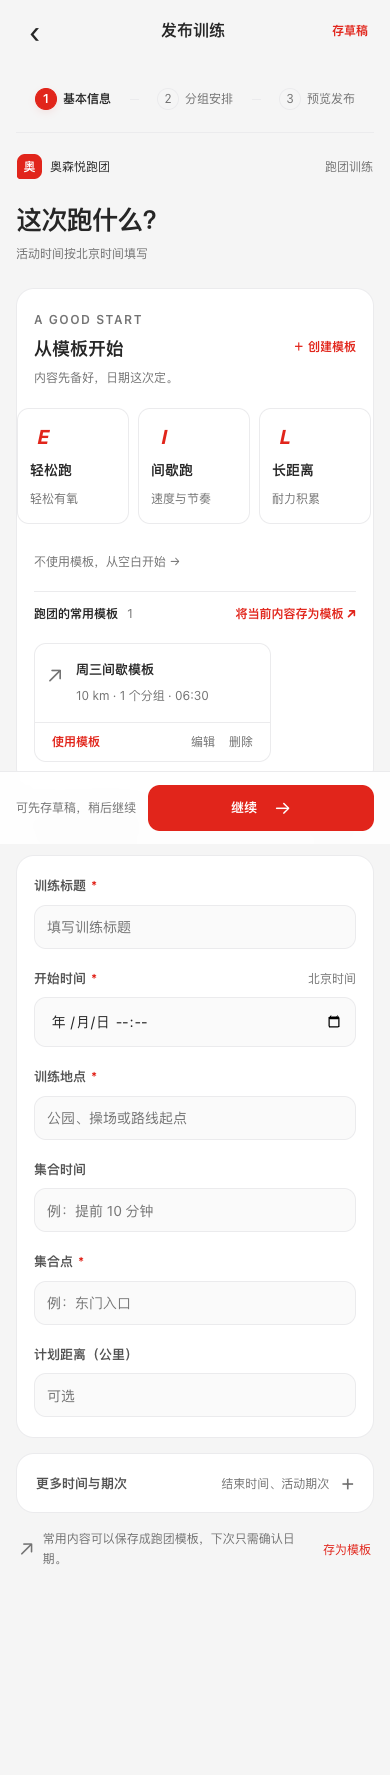 ‹ 发布训练 存草稿
1 基本信息 — 2 分组安排 — 3 预览发布
奥 奥森悦跑团 跑团训练
这次跑什么?
活动时间按北京时间填写
A GOOD START
从模板开始 + 创建模板
内容先备好，日期这次定。
E I L
轻松跑 间歇跑 长距离
轻松有氧 速度与节奏 耐力积累
不使用模板，从空白开始 →
跑团的常用模板 1 将当前内容存为模板 ↗
↗ 周三间歇模板
10 km · 1 个分组 · 06:30
使用模板 编辑 删除
可先存草稿，稍后继续 继续 →
训练标题 *
填写训练标题
开始时间 * 北京时间
年 /月/日 --:--
训练地点 *
公园、操场或路线起点
集合时间
例：提前 10 分钟
集合点 *
例：东门入口
计划距离（公里）
可选
更多时间与期次 结束时间、活动期次 +
↗ 常用内容可以保存成跑团模板，下次只需确认日
期。 存为模板